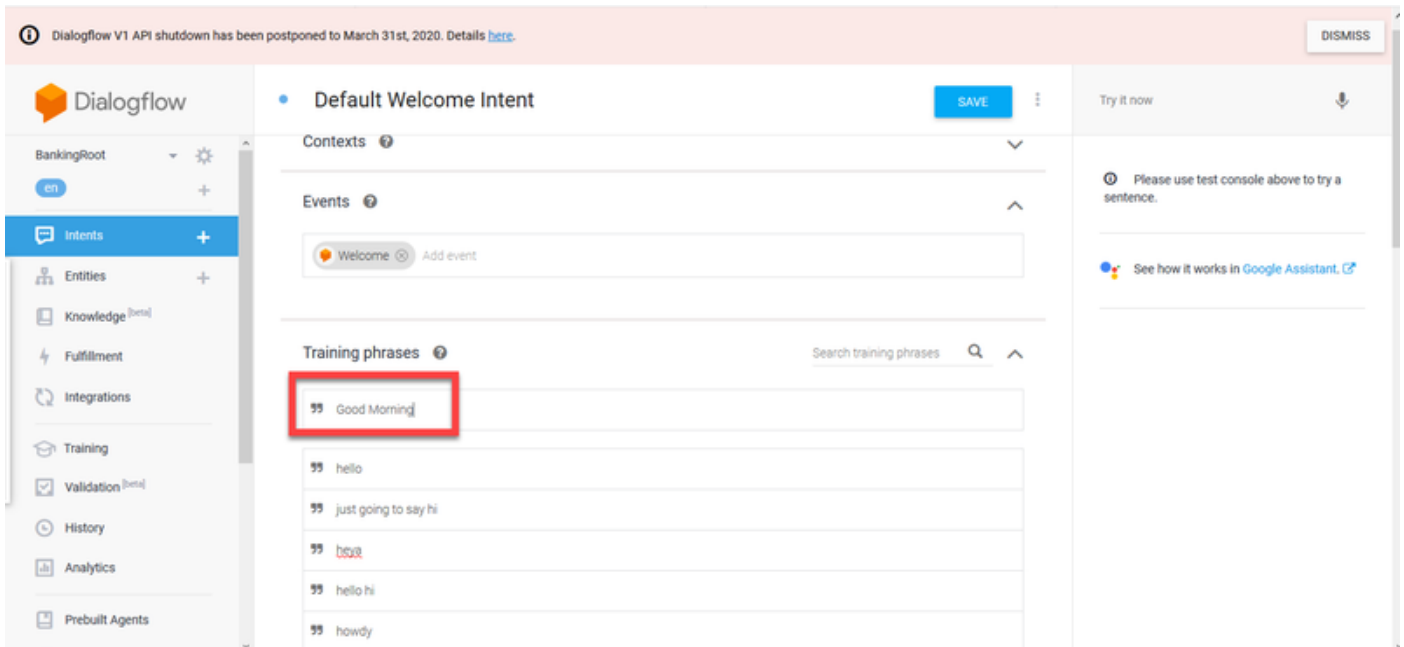 Dialogflow V1 API shutdown has been postponed to March 31st, 2020. Details here.
DISMISS
Dialogflow
Default Welcome Intent
SAVE
Try it now
BankingRoot
en
Intents
Entities
Knowledge [beta]
Fulfillment
Integrations
Training
Validation [beta]
History
Analytics
Prebuilt Agents
Contexts
Events
Welcome
Add event
Training phrases
Search training phrases
Good Morning
hello
just going to say hi
heya
hello hi
howdy
Please use test console above to try a
sentence.
See how it works in Google Assistant.